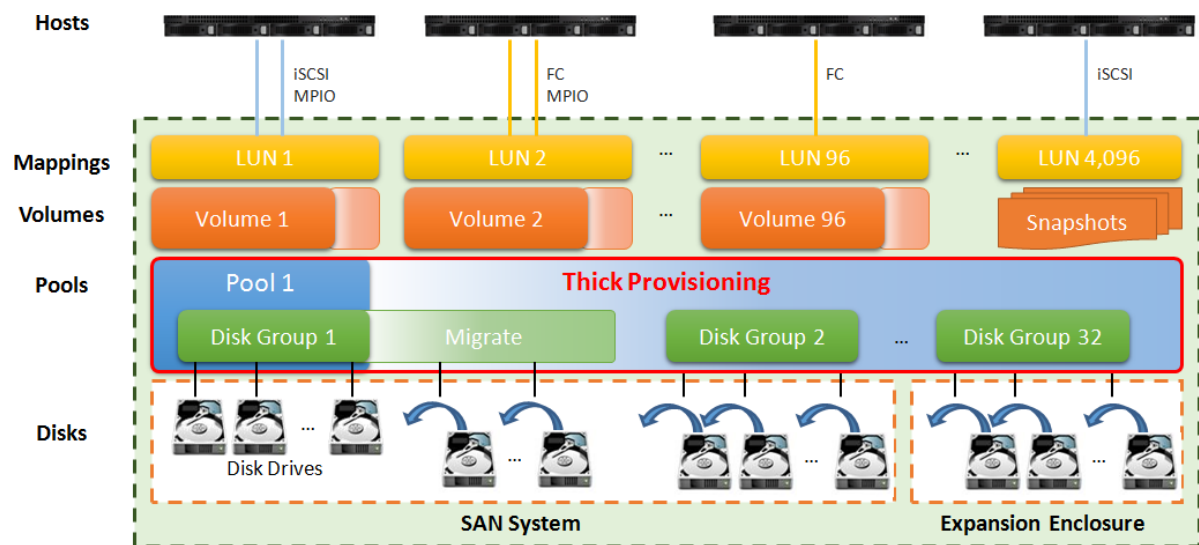 Hosts
iSCSI
MPIO
FC
MPIO
FC
iSCSI
Mappings
LUN 1
LUN 2
...
LUN 96
...
LUN 4,096
Volumes
Volume 1
Volume 2
...
Volume 96
Snapshots
Pools
Pool 1
Thick Provisioning
Disk Group 1
Migrate
Disk Group 2
...
Disk Group 32
Disks
...
...
...
...
Disk Drives
SAN System
Expansion Enclosure